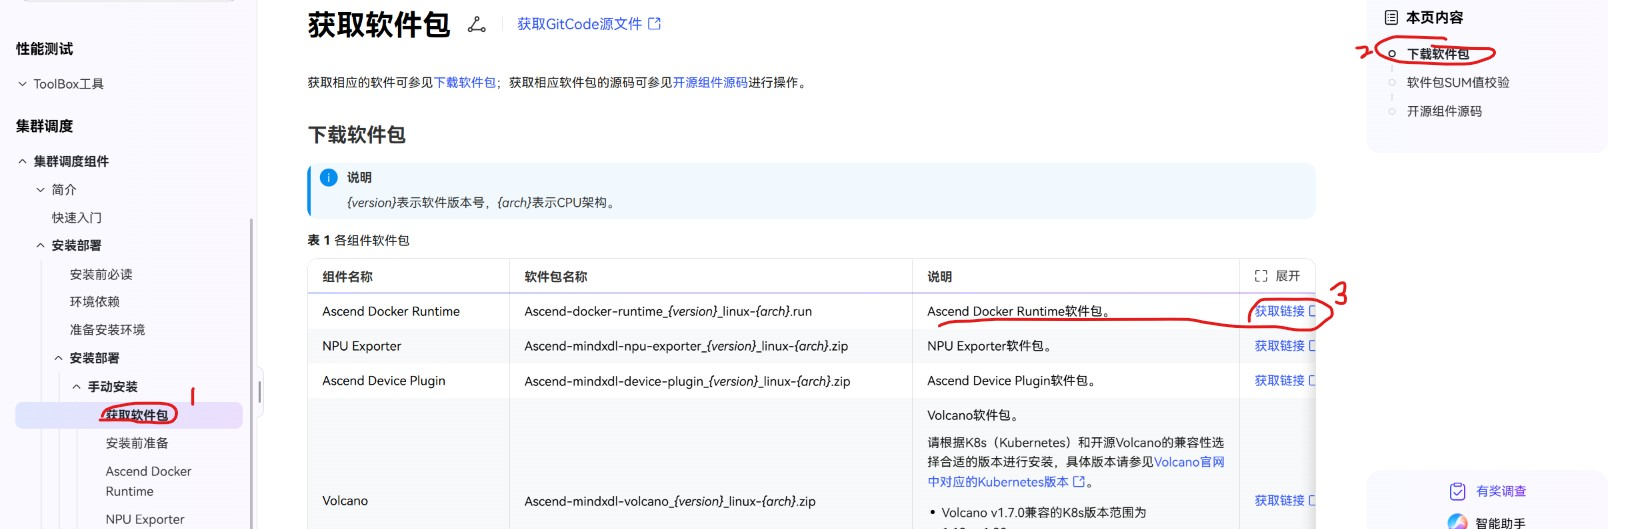 性能测试
ToolBox工具
集群调度
集群调度组件
简介
快速入门
安装部署
安装前必读
环境依赖
准备安装环境
安装部署
手动安装
获取软件包
1
安装前准备
Ascend Docker
Runtime
NPU Exporter
获取软件包
获取GitCode源文件
获取相应的软件可参见下载软件包；获取相应软件包的源码可参见开源组件源码进行操作。
下载软件包
说明
{version}表示软件版本号，{arch}表示CPU架构。
表 1 各组件软件包
组件名称 软件包名称 说明 展开
Ascend Docker Runtime Ascend-docker-runtime_{version}_linux-{arch}.run Ascend Docker Runtime软件包。 获取链接
3
NPU Exporter Ascend-mindxdl-npu-exporter_{version}_linux-{arch}.zip NPU Exporter软件包。 获取链接
Ascend Device Plugin Ascend-mindxdl-device-plugin_{version}_linux-{arch}.zip Ascend Device Plugin软件包。 获取链接
Volcano Ascend-mindxdl-volcano_{version}_linux-{arch}.zip
Volcano软件包。
请根据K8s（Kubernetes）和开源Volcano的兼容性选
择合适的版本进行安装，具体版本请参见Volcano官网
中对应的Kubernetes版本。
• Volcano v1.7.0兼容的K8s版本范围为
获取链接
本页内容
2
下载软件包
软件包SUM值校验
开源组件源码
有奖调查
智能助手